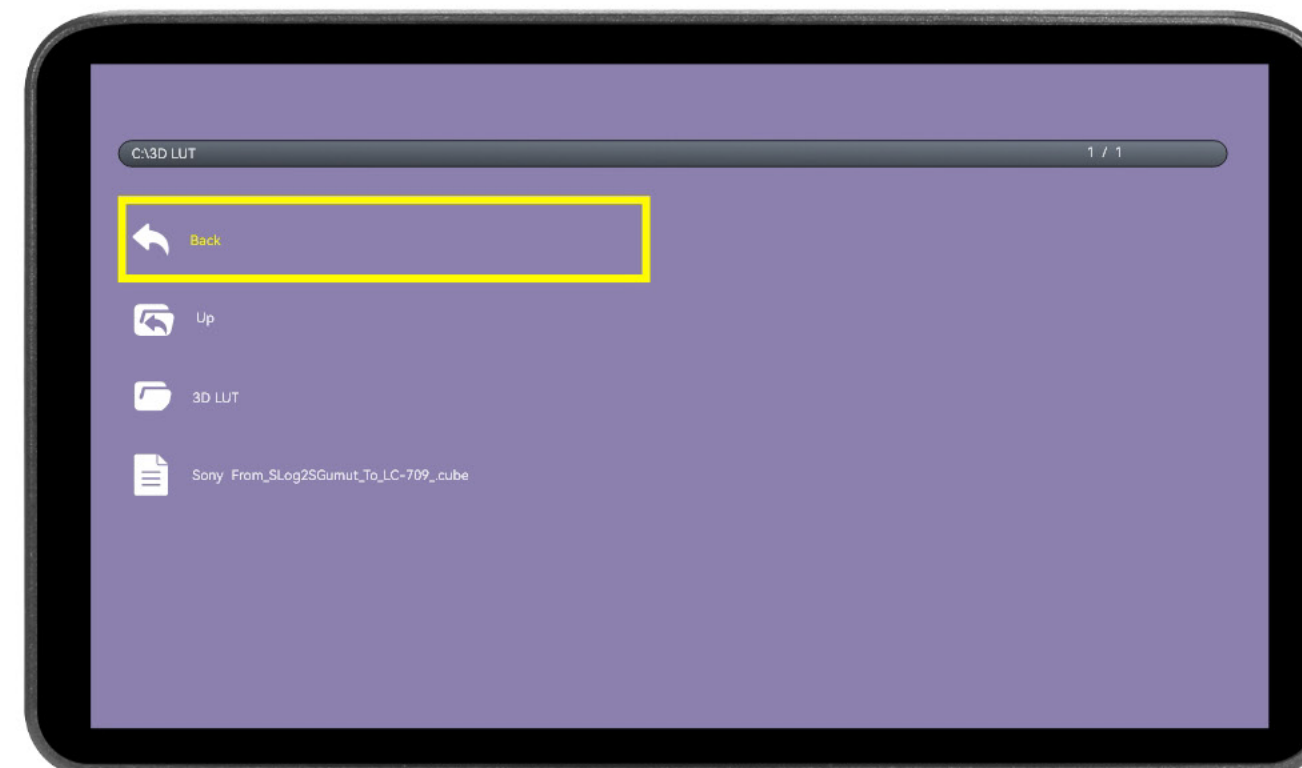 C:\3D LUT 1 / 1
Back
Up
3D LUT
Sony From_SLog2SGumut_To_LC-709_.cube